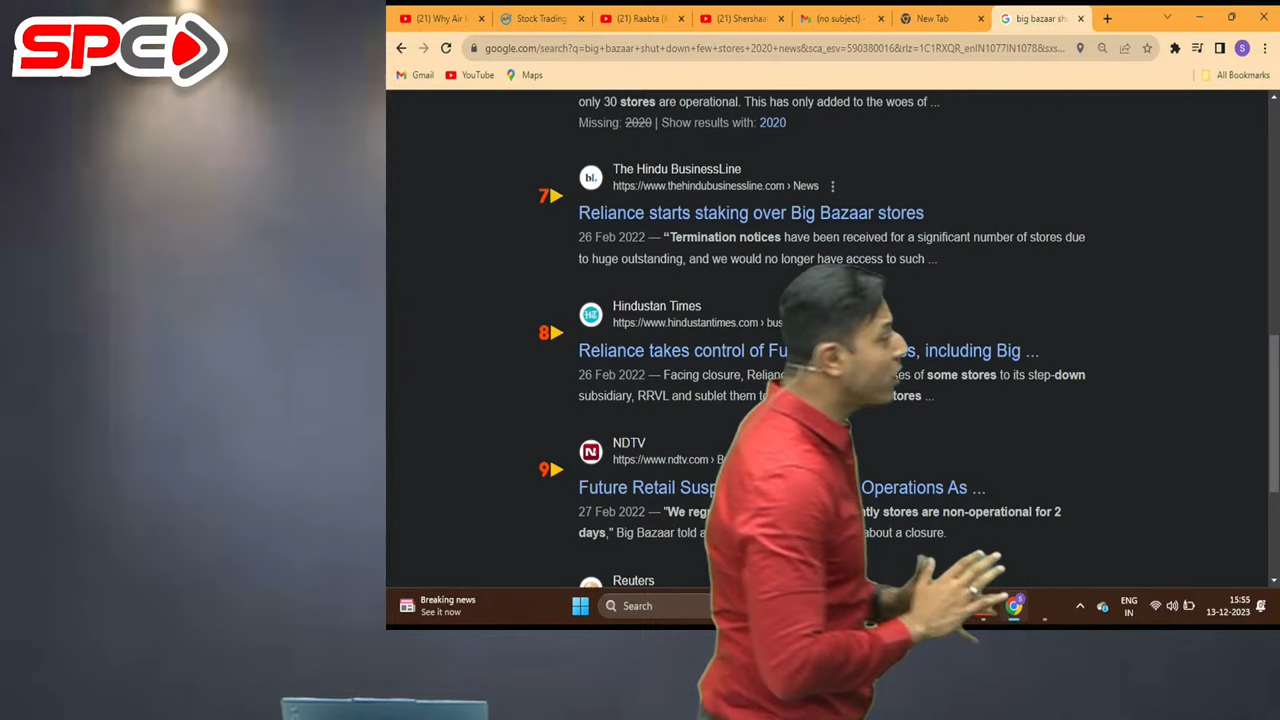 SPC
(21) Why Air I
Stock Trading
(21) Raabta (
(21) Shershaa
(no subject) -
New Tab
big bazaar shu
google.com/search?q=big+bazaar+shut+down+few+stores+2020+news&sca_esv=590380016&rlz=1C1RXQR_enIN1077IN1078&sxs...
Gmail
YouTube
Maps
All Bookmarks
only 30 stores are operational. This has only added to the woes of ...
Missing: 2020 | Show results with: 2020
The Hindu BusinessLine
https://www.thehindubusinessline.com › News
7
Reliance starts staking over Big Bazaar stores
26 Feb 2022 — “Termination notices have been received for a significant number of stores due
to huge outstanding, and we would no longer have access to such ...
Hindustan Times
https://www.hindustantimes.com › bus
8
Reliance takes control of Fu s, including Big ...
26 Feb 2022 — Facing closure, Relian es of some stores to its step-down
subsidiary, RRVL and sublet them to tores ...
NDTV
https://www.ndtv.com › B
9
Future Retail Susp Operations As ...
27 Feb 2022 — "We regr ntly stores are non-operational for 2
days," Big Bazaar told a about a closure.
Reuters
Breaking news
See it now
Search
ENG
IN
15:55
13-12-2023